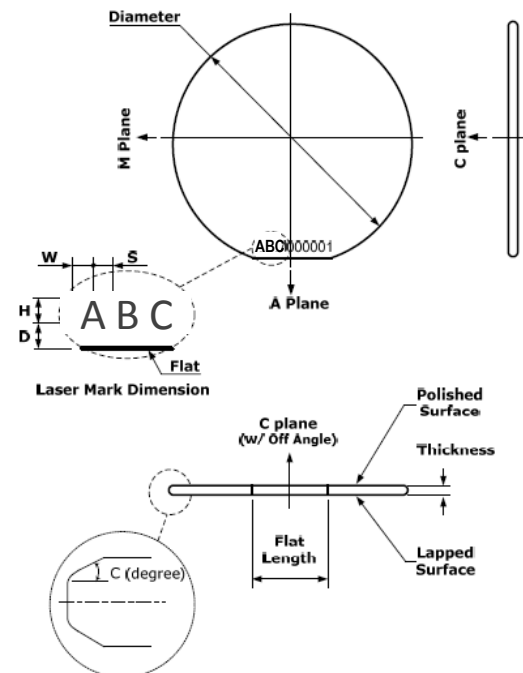 Diameter
M Plane
C plane
ABC000001
A Plane
W
S
H
D
A B C
Flat
Laser Mark Dimension
C plane
(w/ Off Angle)
Polished
Surface
Thickness
Flat
Length
Lapped
Surface
C (degree)